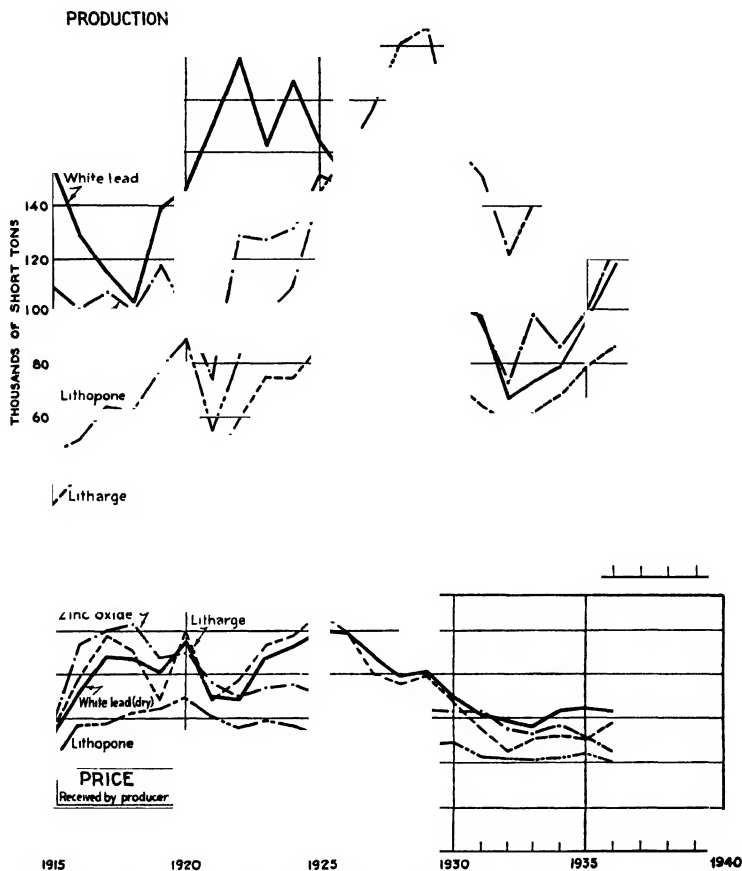 PRODUCTION
White lead
140
120
100
80
60
THOUSANDS OF SHORT TONS
Lithopone
Litharge
Zinc oxide
Litharge
White lead (dry)
Lithopone
PRICE
Received by producer
1915 1920 1925 1930 1935 1940